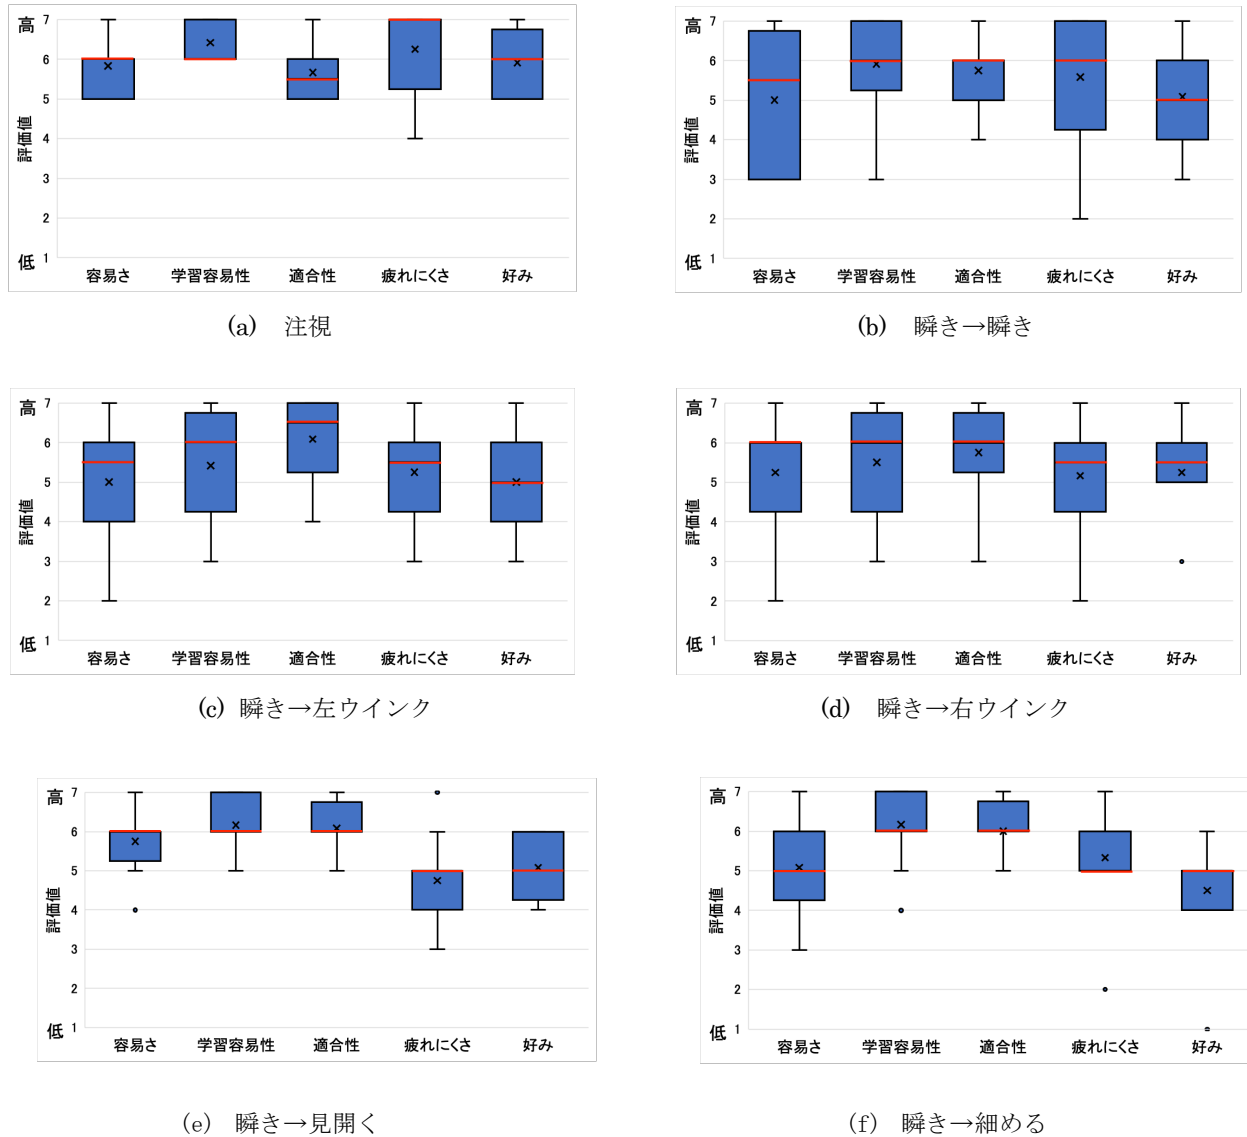 高 7
6
5
4
3
2
低 1
評価値
容易さ 学習容易性 適合性 疲れにくさ 好み
(a) 注視
高 7
6
5
4
3
2
低 1
評価値
容易さ 学習容易性 適合性 疲れにくさ 好み
(b) 瞬き→瞬き
高 7
6
5
4
3
2
低 1
評価値
容易さ 学習容易性 適合性 疲れにくさ 好み
(c) 瞬き→左ウインク
高 7
6
5
4
3
2
低 1
評価値
容易さ 学習容易性 適合性 疲れにくさ 好み
(d) 瞬き→右ウインク
高 7
6
5
4
3
2
低 1
評価値
容易さ 学習容易性 適合性 疲れにくさ 好み
(e) 瞬き→見開く
高 7
6
5
4
3
2
低 1
評価値
容易さ 学習容易性 適合性 疲れにくさ 好み
(f) 瞬き→細める